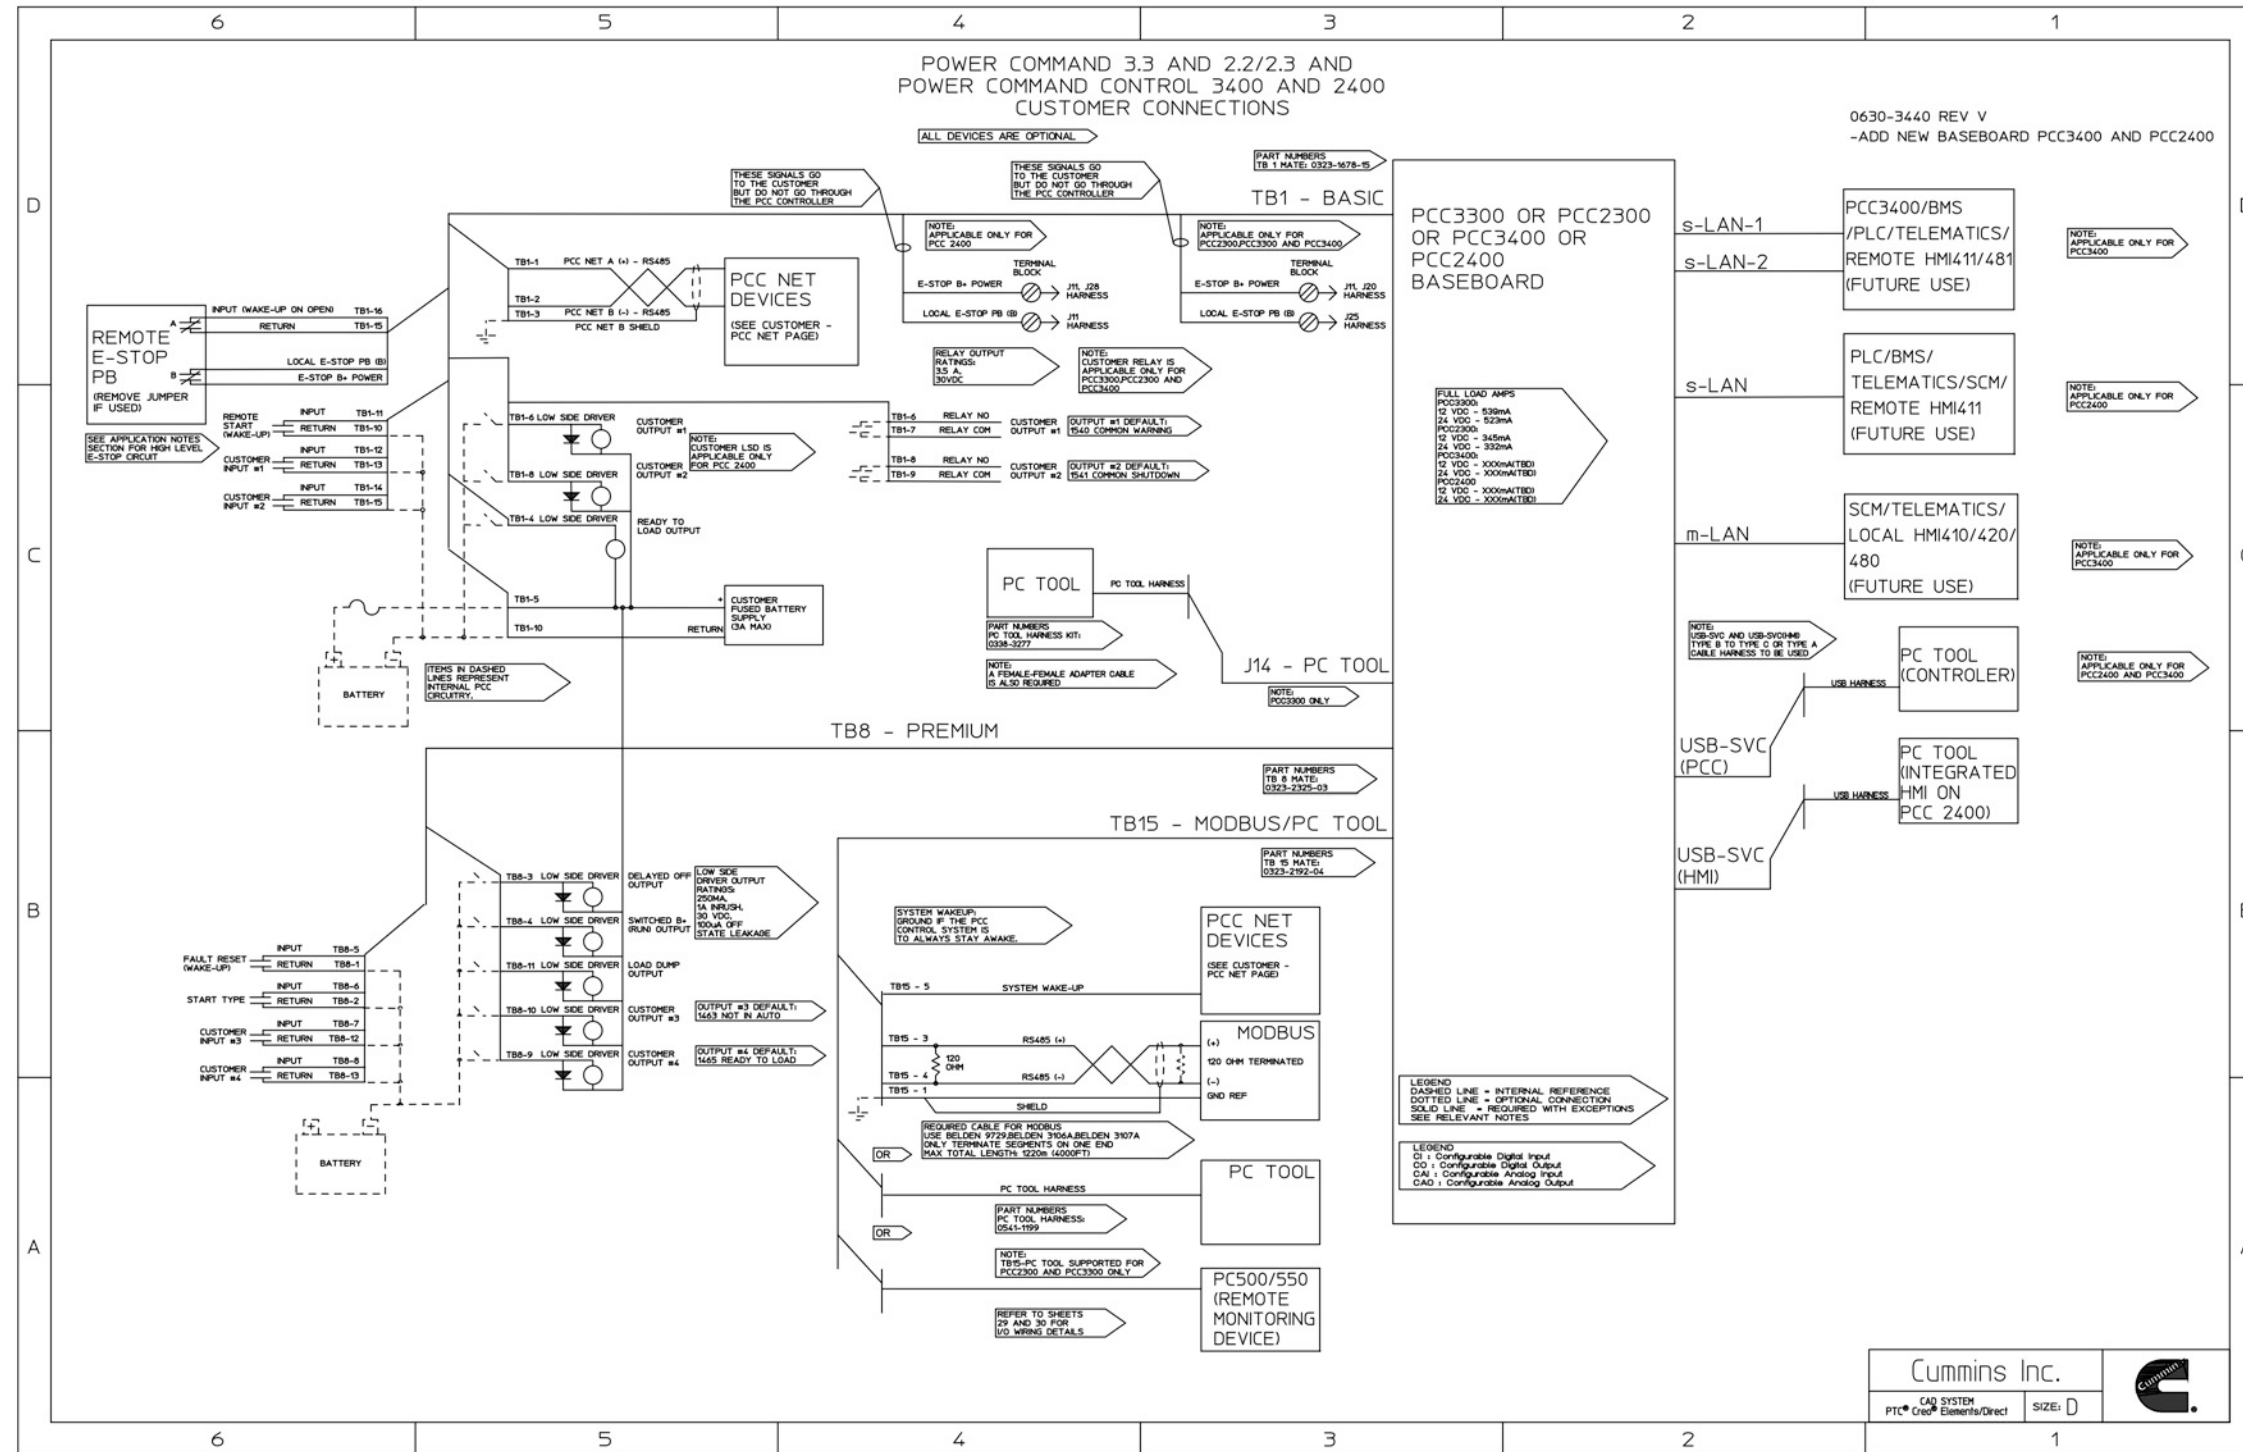 6 5 4 3 2 1
POWER COMMAND 3.3 AND 2.2/2.3 AND
POWER COMMAND CONTROL 3400 AND 2400
CUSTOMER CONNECTIONS
ALL DEVICES ARE OPTIONAL
0630-3440 REV V
-ADD NEW BASEBOARD PCC3400 AND PCC2400
D
C
B
A
THESE SIGNALS GO
TO THE CUSTOMER
BUT DO NOT GO THROUGH
THE PCC CONTROLLER
THESE SIGNALS GO
TO THE CUSTOMER
BUT DO NOT GO THROUGH
THE PCC CONTROLLER
PART NUMBERS
TB 1 MATE: 0323-1678-15
TB1 - BASIC
NOTE:
APPLICABLE ONLY FOR
PCC 2400
NOTE:
APPLICABLE ONLY FOR
PCC2300,PCC3300 AND PCC3400
TERMINAL
BLOCK
E-STOP B+ POWER
J11, J28
HARNESS
LOCAL E-STOP PB (B)
J11
HARNESS
TERMINAL
BLOCK
E-STOP B+ POWER
J11, J20
HARNESS
LOCAL E-STOP PB (B)
J25
HARNESS
TB1-1 PCC NET A (+) - RS485
TB1-2
PCC NET B (-) - RS485
TB1-3
PCC NET B SHIELD
PCC NET
DEVICES
(SEE CUSTOMER -
PCC NET PAGE)
REMOTE
E-STOP
PB
(REMOVE JUMPER
IF USED)
A
B
INPUT (WAKE-UP ON OPEN) TB1-16
RETURN TB1-15
LOCAL E-STOP PB (B)
E-STOP B+ POWER
SEE APPLICATION NOTES
SECTION FOR HIGH LEVEL
E-STOP CIRCUIT
REMOTE
START
(WAKE-UP)
INPUT TB1-11
RETURN TB1-10
CUSTOMER
INPUT #1
INPUT TB1-12
RETURN TB1-13
CUSTOMER
INPUT #2
INPUT TB1-14
RETURN TB1-15
RELAY OUTPUT
RATINGS:
3.5 A,
30VDC
NOTE:
CUSTOMER RELAY IS
APPLICABLE ONLY FOR
PCC3300,PCC2300 AND
PCC3400
TB1-6 LOW SIDE DRIVER
CUSTOMER
OUTPUT #1
NOTE:
CUSTOMER LSD IS
APPLICABLE ONLY
FOR PCC 2400
TB1-8 LOW SIDE DRIVER
CUSTOMER
OUTPUT #2
TB1-4 LOW SIDE DRIVER
READY TO
LOAD OUTPUT
TB1-6 RELAY NO
TB1-7 RELAY COM
CUSTOMER
OUTPUT #1
OUTPUT #1 DEFAULT:
1540 COMMON WARNING
TB1-8 RELAY NO
TB1-9 RELAY COM
CUSTOMER
OUTPUT #2
OUTPUT #2 DEFAULT:
1541 COMMON SHUTDOWN
TB1-5
TB1-10
+
RETURN
CUSTOMER
FUSED BATTERY
SUPPLY
(3A MAX)
+ -
BATTERY
ITEMS IN DASHED
LINES REPRESENT
INTERNAL PCC
CIRCUITRY.
PC TOOL
PC TOOL HARNESS
PART NUMBERS
PC TOOL HARNESS KIT:
0338-3277
NOTE:
A FEMALE-FEMALE ADAPTER CABLE
IS ALSO REQUIRED
J14 - PC TOOL
NOTE:
PCC3300 ONLY
PCC3300 OR PCC2300
OR PCC3400 OR
PCC2400
BASEBOARD
FULL LOAD AMPS
PCC3300:
12 VDC - 539mA
24 VDC - 523mA
PCC2300:
12 VDC - 345mA
24 VDC - 332mA
PCC3400:
12 VDC - XXXmA(TBD)
24 VDC - XXXmA(TBD)
PCC2400
12 VDC - XXXmA(TBD)
24 VDC - XXXmA(TBD)
s-LAN-1
s-LAN-2
PCC3400/BMS
/PLC/TELEMATICS/
REMOTE HMI411/481
(FUTURE USE)
NOTE:
APPLICABLE ONLY FOR
PCC3400
s-LAN
PLC/BMS/
TELEMATICS/SCM/
REMOTE HMI411
(FUTURE USE)
NOTE:
APPLICABLE ONLY FOR
PCC2400
m-LAN
SCM/TELEMATICS/
LOCAL HMI410/420/
480
(FUTURE USE)
NOTE:
APPLICABLE ONLY FOR
PCC3400
NOTE:
USB-SVC AND USB-SVC(HMI)
TYPE B TO TYPE C OR TYPE A
CABLE HARNESS TO BE USED
PC TOOL
(CONTROLER)
USB HARNESS
NOTE:
APPLICABLE ONLY FOR
PCC2400 AND PCC3400
USB-SVC
(PCC)
PC TOOL
(INTEGRATED
HMI ON
PCC 2400)
USB HARNESS
USB-SVC
(HMI)
TB8 - PREMIUM
PART NUMBERS
TB 8 MATE:
0323-2325-03
TB15 - MODBUS/PC TOOL
PART NUMBERS
TB 15 MATE:
0323-2192-04
TB8-3 LOW SIDE DRIVER
DELAYED OFF
OUTPUT
LOW SIDE
DRIVER OUTPUT
RATINGS:
250MA,
1A INRUSH,
30 VDC,
100uA OFF
STATE LEAKAGE
TB8-4 LOW SIDE DRIVER
SWITCHED B+
(RUN) OUTPUT
TB8-11 LOW SIDE DRIVER
LOAD DUMP
OUTPUT
TB8-10 LOW SIDE DRIVER
CUSTOMER
OUTPUT #3
OUTPUT #3 DEFAULT:
1463 NOT IN AUTO
TB8-9 LOW SIDE DRIVER
CUSTOMER
OUTPUT #4
OUTPUT #4 DEFAULT:
1465 READY TO LOAD
FAULT RESET
(WAKE-UP)
INPUT TB8-5
RETURN TB8-1
START TYPE
INPUT TB8-6
RETURN TB8-2
CUSTOMER
INPUT #3
INPUT TB8-7
RETURN TB8-12
CUSTOMER
INPUT #4
INPUT TB8-8
RETURN TB8-13
+ -
BATTERY
SYSTEM WAKEUP:
GROUND IF THE PCC
CONTROL SYSTEM IS
TO ALWAYS STAY AWAKE.
PCC NET
DEVICES
(SEE CUSTOMER -
PCC NET PAGE)
TB15 - 5 SYSTEM WAKE-UP
TB15 - 3 RS485 (+)
120
OHM
TB15 - 4 RS485 (-)
TB15 - 1
SHIELD
MODBUS
(+)
120 OHM TERMINATED
(-)
GND REF
REQUIRED CABLE FOR MODBUS
USE BELDEN 9729,BELDEN 3106A,BELDEN 3107A
ONLY TERMINATE SEGMENTS ON ONE END
MAX TOTAL LENGTH: 1220m (4000FT)
OR
PC TOOL
PC TOOL HARNESS
PART NUMBERS
PC TOOL HARNESS:
0541-1199
OR
NOTE:
TB15-PC TOOL SUPPORTED FOR
PCC2300 AND PCC3300 ONLY
PC500/550
(REMOTE
MONITORING
DEVICE)
REFER TO SHEETS
29 AND 30 FOR
I/O WIRING DETAILS
LEGEND
DASHED LINE = INTERNAL REFERENCE
DOTTED LINE = OPTIONAL CONNECTION
SOLID LINE = REQUIRED WITH EXCEPTIONS
SEE RELEVANT NOTES
LEGEND
CI : Configurable Digital Input
CO : Configurable Digital Output
CAI : Configurable Analog Input
CAO : Configurable Analog Output
Cummins Inc.
CAD SYSTEM
PTC® Creo® Elements/Direct
SIZE: D
Cummins
6 5 4 3 2 1